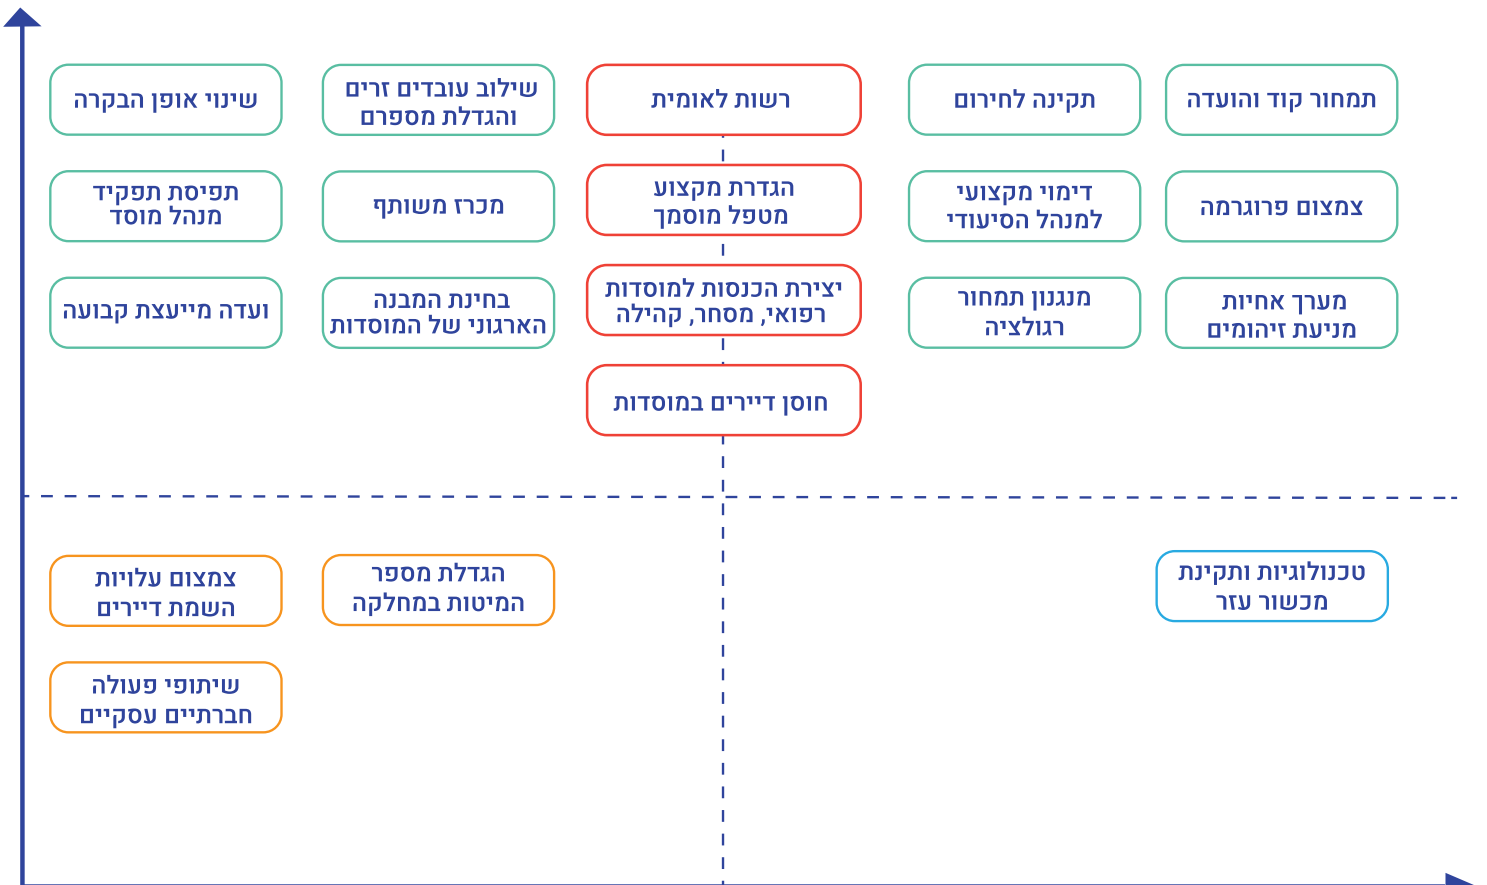 תמחור קוד והועדה
תקינה לחירום
רשות לאומית
שילוב עובדים זרים
והגדלת מספרם
שינוי אופן הבקרה
צמצום פרוגרמה
דימוי מקצועי
למנהל הסיעודי
הגדרת מקצוע
מטפל מוסמך
מכרז משותף
תפיסת תפקיד
מנהל מוסד
מערך אחיות
מניעת זיהומים
מנגנון תמחור
רגולציה
יצירת הכנסות למוסדות
רפואי, מסחר, קהילה
בחינת המבנה
הארגוני של המוסדות
ועדה מייעצת קבועה
חוסן דיירים במוסדות
טכנולוגיות ותקינת
מכשור עזר
הגדלת מספר
המיטות במחלקה
צמצום עלויות
השמת דיירים
שיתופי פעולה
חברתיים עסקיים